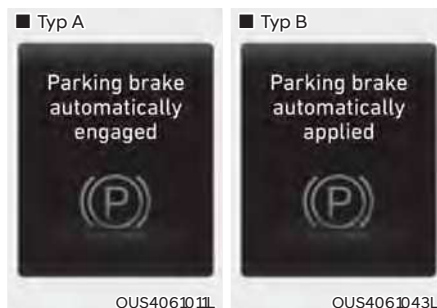 ■ Typ A
Parking brake
automatically
engaged
P
OUS4061011L
■ Typ B
Parking brake
automatically
applied
P
OUS4061043L